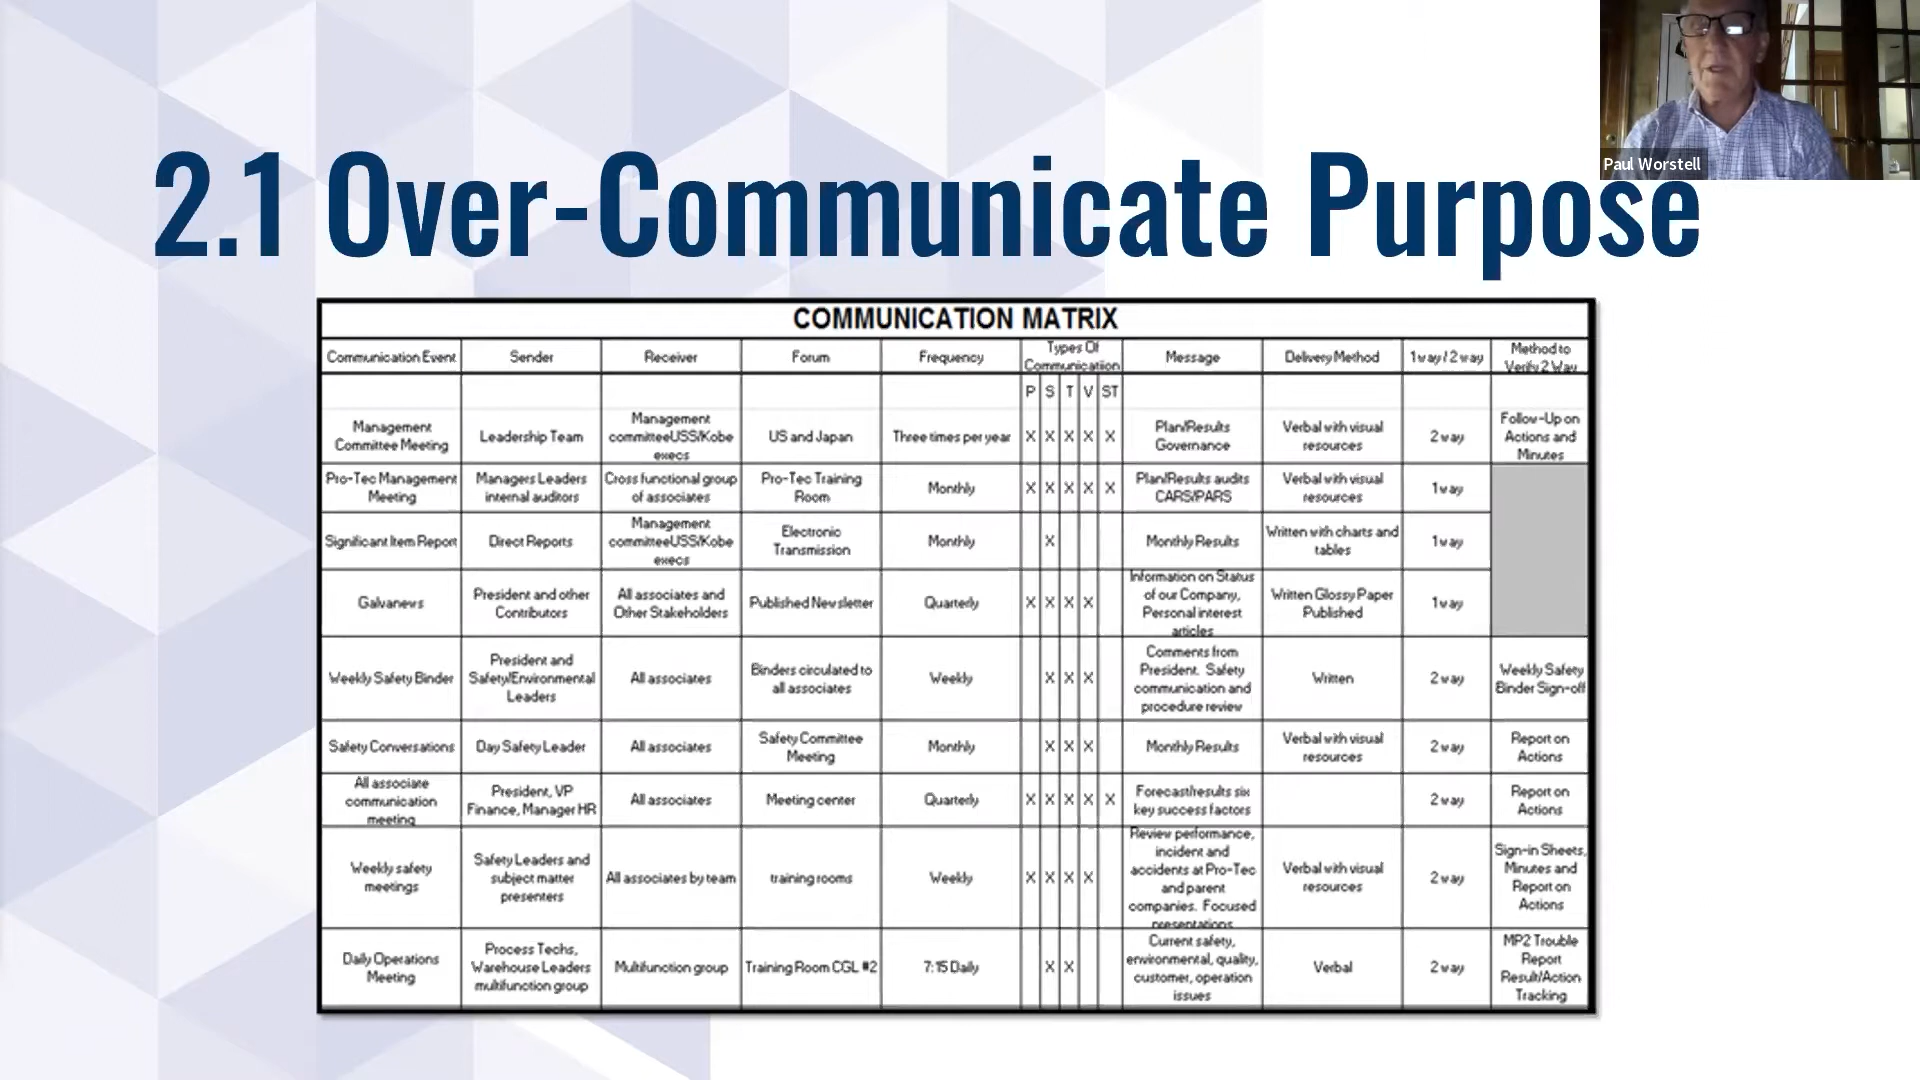 Paul Worstell
2.1 Over-Communicate Purpose
COMMUNICATION MATRIX
Communication Event Sender Receiver Forum Frequency Types Of Communication Message Delivery Method 1 way / 2 way Method to Verify 2 Way
P S T V ST
Management Committee Meeting Leadership Team Management committeeUSS/Kobe execs US and Japan Three times per year X X X X X Plan/Results Governance Verbal with visual resources 2 way Follow-Up on Actions and Minutes
Pro-Tec Management Meeting Managers Leaders internal auditors Cross functional group of associates Pro-Tec Training Room Monthly X X X X X Plan/Results audits CARS/PARS Verbal with visual resources 1 way
Significant Item Report Direct Reports Management committeeUSS/Kobe execs Electronic Transmission Monthly X Monthly Results Written with charts and tables 1 way
Galvanews President and other Contributors All associates and Other Stakeholders Published Newsletter Quarterly X X X X Information on Status of our Company, Personal interest articles Written Glossy Paper Published 1 way
Weekly Safety Binder President and Safety/Environmental Leaders All associates Binders circulated to all associates Weekly X X X Comments from President. Safety communication and procedure review Written 2 way Weekly Safety Binder Sign-off
Safety Conversations Day Safety Leader All associates Safety Committee Meeting Monthly X X X Monthly Results Verbal with visual resources 2 way Report on Actions
All associate communication meeting President, VP Finance, Manager HR All associates Meeting center Quarterly X X X X X Forecast/results six key success factors 2 way Report on Actions
Weekly safety meetings Safety Leaders and subject matter presenters All associates by team training rooms Weekly X X X X Review performance, incident and accidents at Pro-Tec and parent companies. Focused presentations Verbal with visual resources 2 way Sign-in Sheets, Minutes and Report on Actions
Daily Operations Meeting Process Techs, Warehouse Leaders multifunction group Multifunction group Training Room CGL #2 7:15 Daily X X Current safety, environmental, quality, customer, operation issues Verbal 2 way MP2 Trouble Report Result/Action Tracking